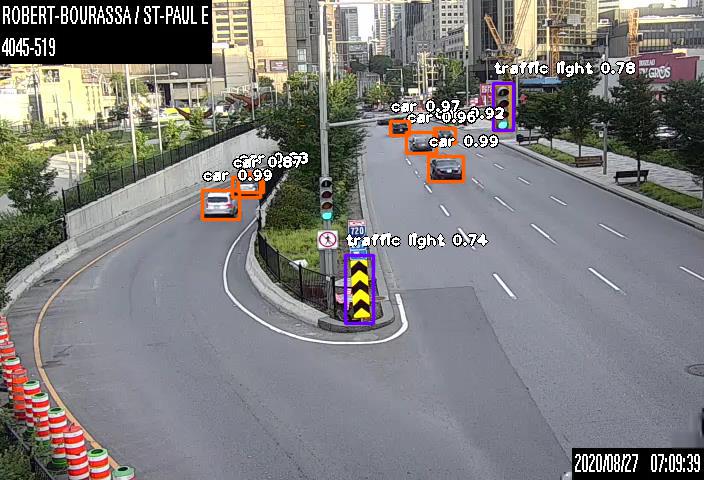 ROBERT-BOURASSA / ST-PAUL E
4045-519
traffic light 0.78
car 0.97
0.92
car 0.96
car 0.99
car 0.87
car 0.99
720
traffic light 0.74
2020/08/27 07:09:39